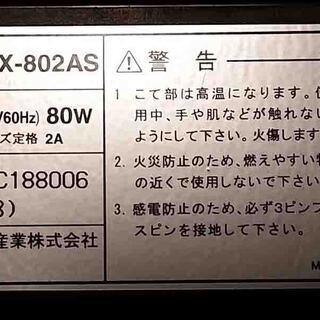 X-802AS
/60Hz) 80W
ズ定格 2A
C188006
)
産業株式会社
⚠ 警告
1. こて部は高温になります。
用中、手や肌などが触れない
ようにして下さい。火傷します
2. 火災防止のため、燃えやすい
の近くで使用しないで下さい
3. 感電防止のため、必ず3ピンプ
スピンを接地して下さい。
M